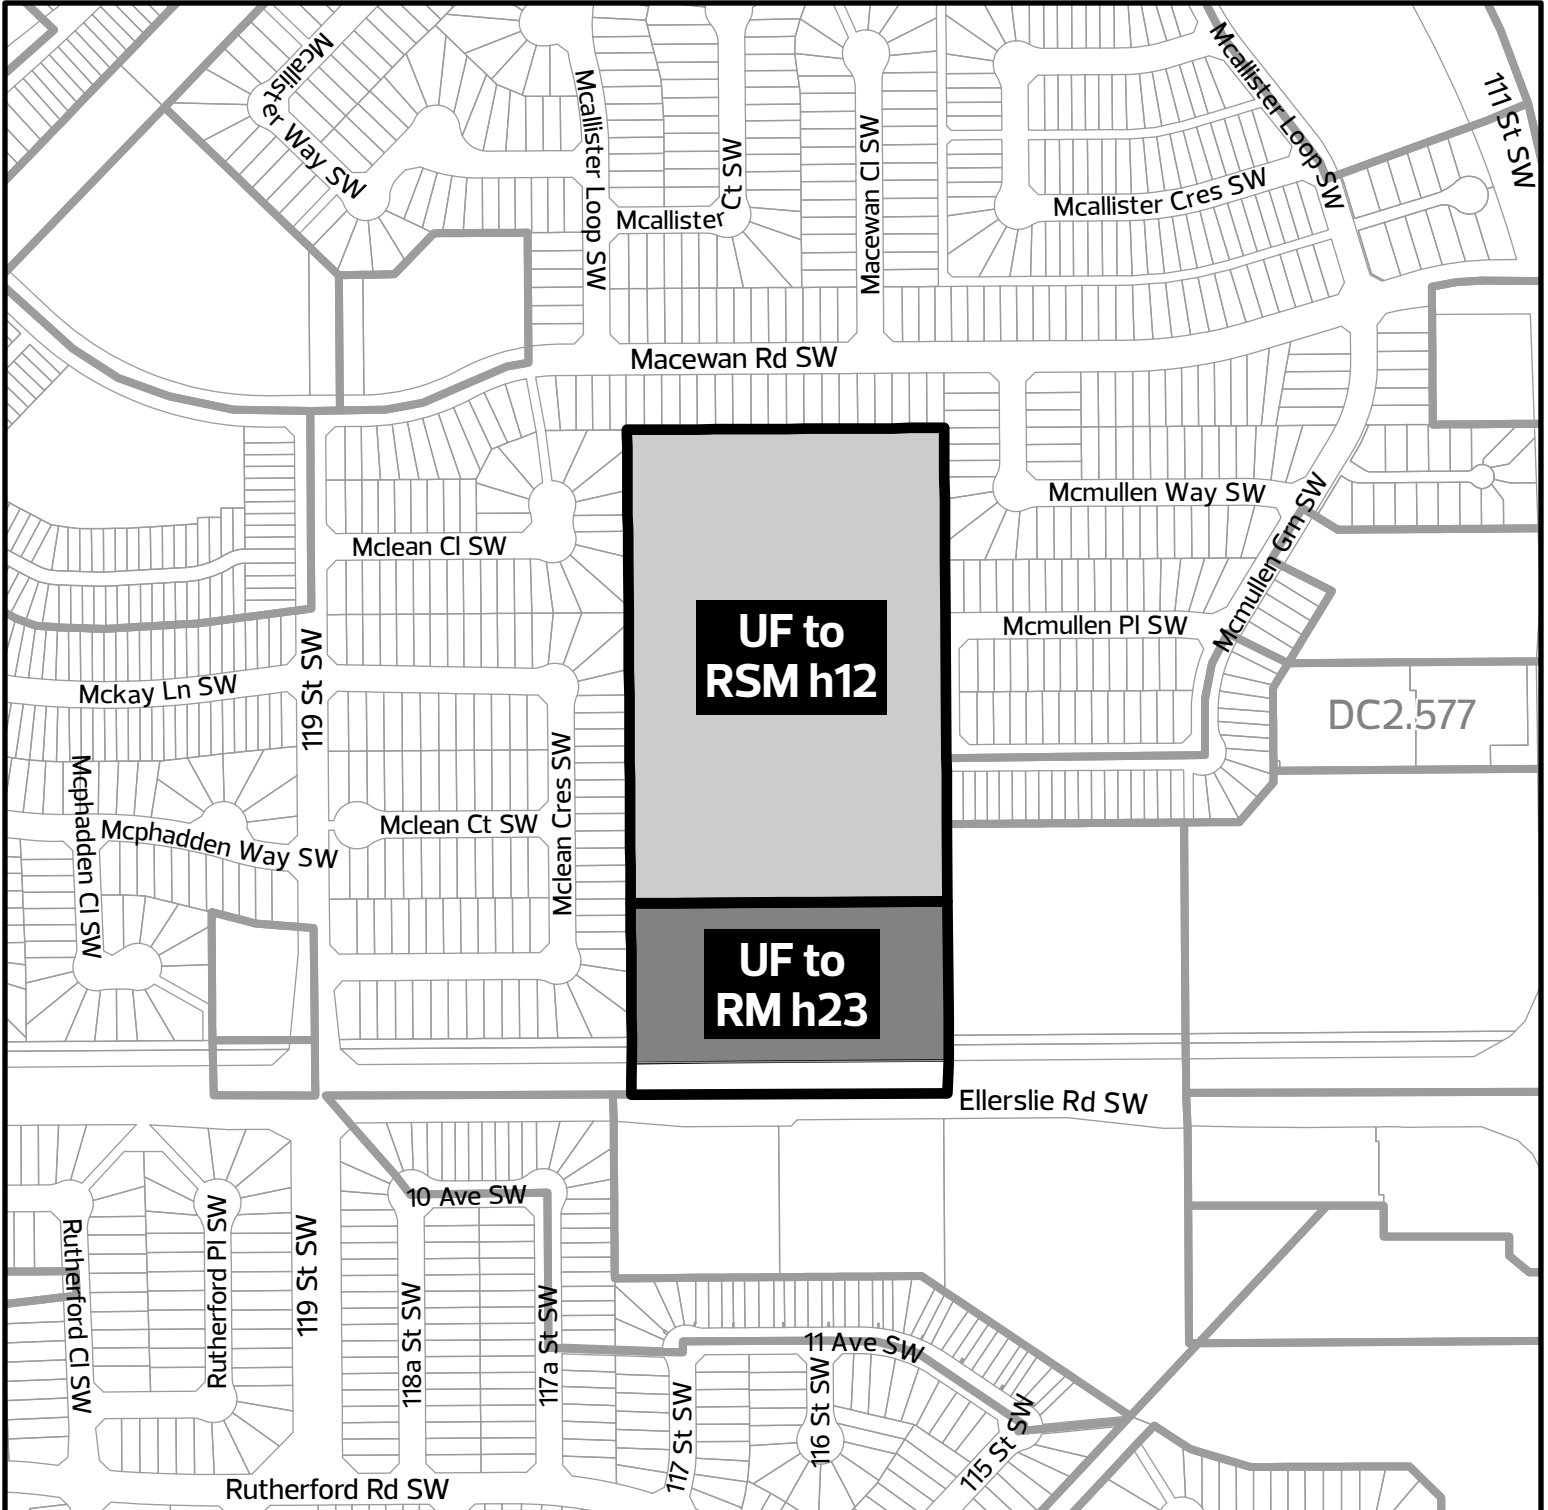 Mcallister Way SW
Mcallister Loop SW
Mcallister Ct SW
Macewan Cl SW
Mcallister Loop SW
111 St SW
Mcallister Cres SW
Macewan Rd SW
Mcmullen Way SW
Mclean Cl SW
Mcmullen Grn SW
UF to
RSM h12
Mcmullen Pl SW
Mckay Ln SW
119 St SW
DC2.577
Mcphadden Cl SW
Mcphadden Way SW
Mclean Ct SW
Mclean Cres SW
UF to
RM h23
Ellerslie Rd SW
10 Ave SW
Rutherford Cl SW
Rutherford Pl SW
119 St SW
118a St SW
117a St SW
11 Ave SW
117 St SW
116 St SW
115 St SW
Rutherford Rd SW